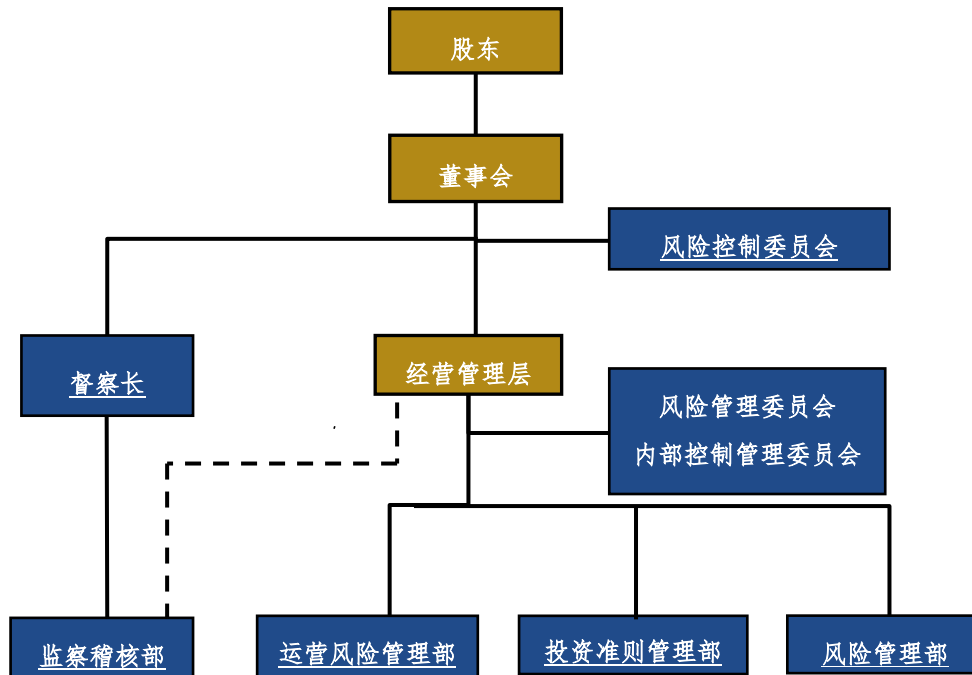 股东
董事会
风险控制委员会
督察长
经营管理层
风险管理委员会
内部控制管理委员会
监察稽核部
运营风险管理部
投资准则管理部
风险管理部